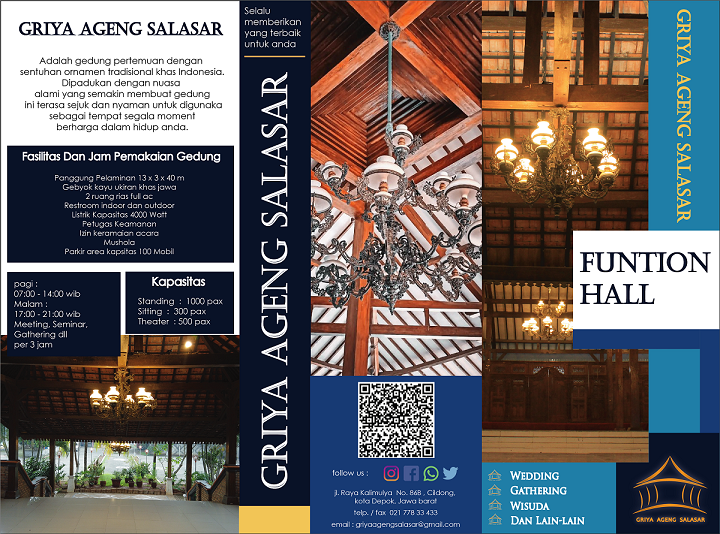 GRIYA AGENG SALASAR
Adalah gedung pertemuan dengan
sentuhan ornamen tradisional khas Indonesia.
Dipadukan dengan nuasa
alami yang semakin membuat gedung
ini terasa sejuk dan nyaman untuk digunaka
sebagai tempat segala moment
berharga dalam hidup anda.
Fasilitas Dan Jam Pemakaian Gedung
Panggung Pelaminan 13 x 3 x 40 m
Gebyok kayu ukiran khas jawa
2 ruang rias full ac
Restroom indoor dan outdoor
Listrik Kapasitas 4000 Watt
Petugas Keamanan
Izin keramaian acara
Mushola
Parkir area kapsitas 100 Mobil
pagi :
07:00 - 14:00 wib
Malam :
17:00 - 21:00 wib
Meeting, Seminar,
Gathering dll
per 3 jam
Kapasitas
Standing : 1000 pax
Sitting : 300 pax
Theater : 500 pax
Selalu
memberikan
yang terbaik
untuk anda
GRIYA AGENG SALASAR
follow us :
jl. Raya Kalimulya No. 86B , Cildong,
kota Depok, Jawa barat
telp. / fax 021 778 33 433
email : griyaagengsalasar@gmail.com
GRIYA AGENG SALASAR
FUNTION
HALL
WEDDING
GATHERING
WISUDA
DAN LAIN-LAIN
GRIYA AGENG SALASAR